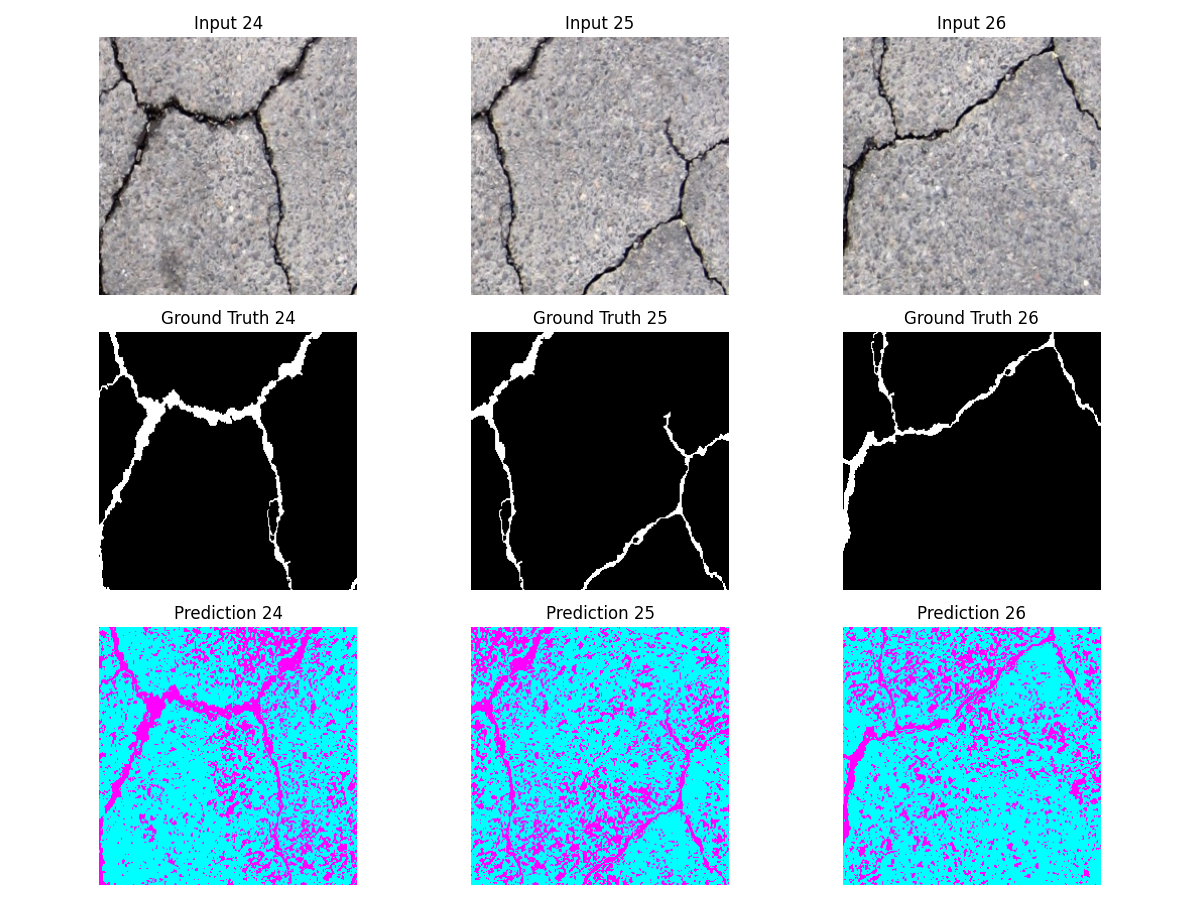 Input 24
Input 25
Input 26
Ground Truth 24
Ground Truth 25
Ground Truth 26
Prediction 24
Prediction 25
Prediction 26